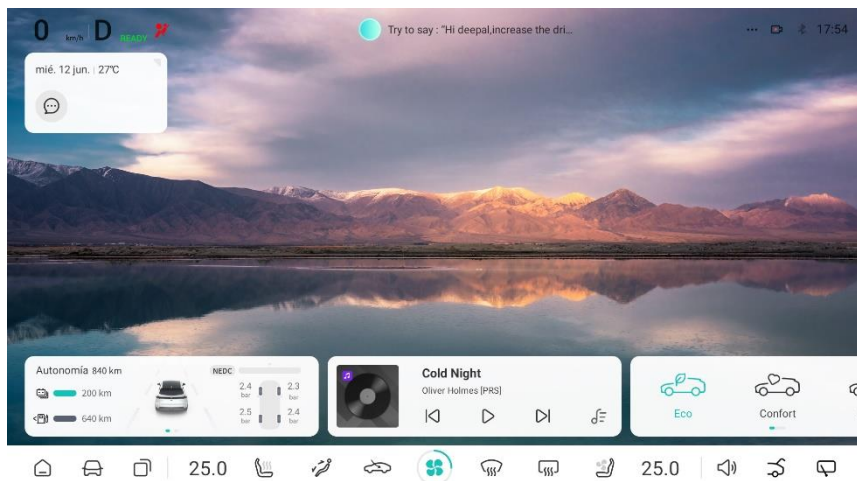 0 km/h D READY
Try to say : "Hi deepal,increase the dri...
17:54
mié. 12 jun. 27°C
Autonomía 840 km
NEDC
200 km
640 km
2.4 bar
2.3 bar
2.5 bar
2.4 bar
Cold Night
Oliver Holmes [PRS]
Eco
Confort
25.0
25.0